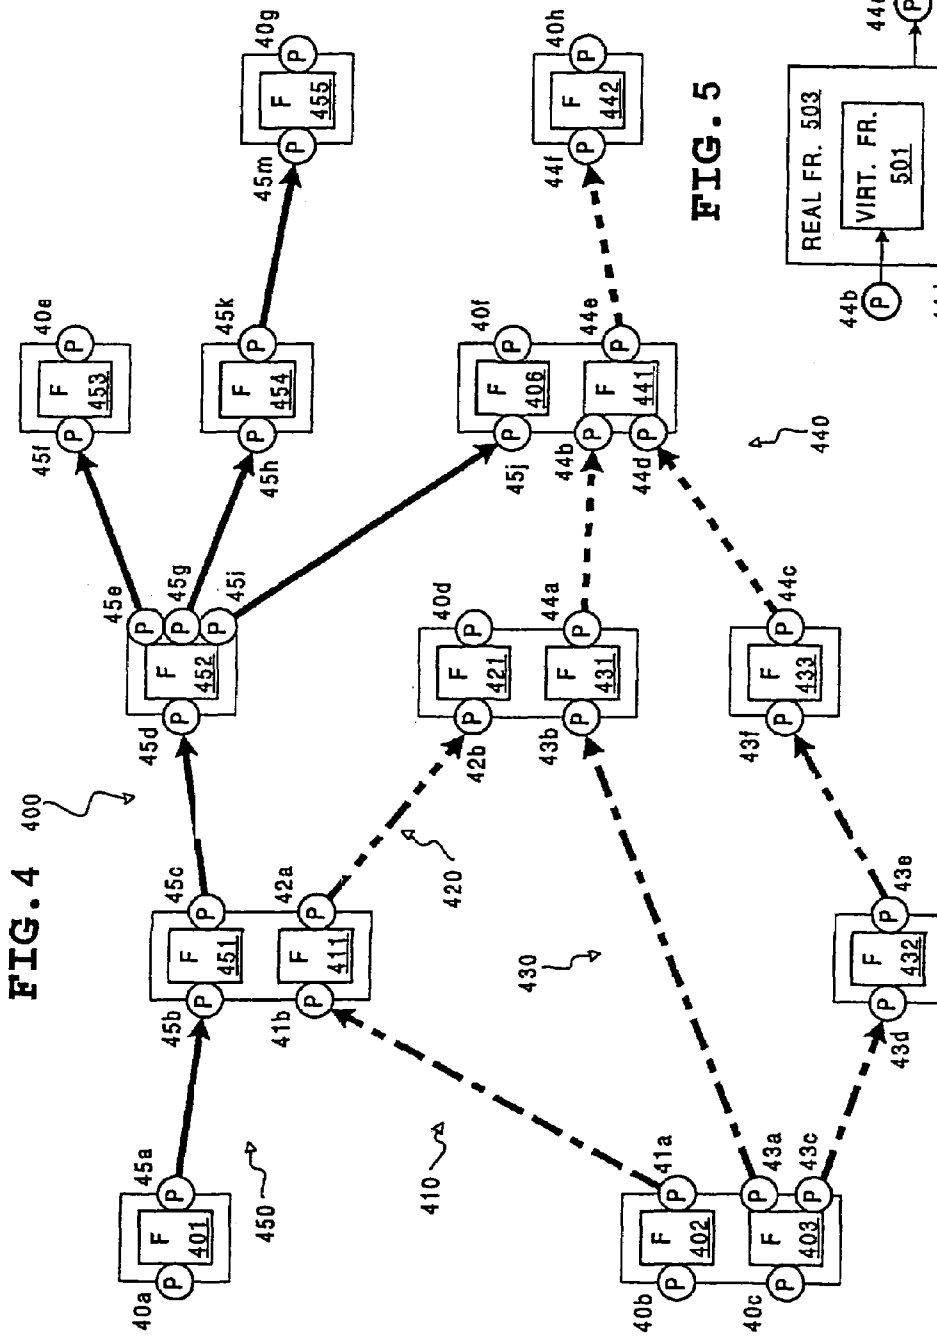 FIG.4
400
40a
P
F
401
P
45a
450
45b
P
F
451
P
45c
41b
P
F
411
P
42a
45d
P
F
452
P
45e
P
45g
P
45i
45f
P
F
453
P
40e
45h
P
F
454
P
45k
45m
P
F
455
P
40g
410
420
430
440
40b
P
F
402
P
41a
40c
P
F
403
P
43a
P
43c
42b
P
F
421
P
40d
43b
P
F
431
P
44a
43d
P
F
432
P
43e
43f
P
F
433
P
44c
45j
P
F
406
P
40f
44b
P
F
441
P
44e
44d
P
44f
P
F
442
P
40h
FIG.5
REAL FR. 503
VIRT. FR.
501
44b
P
P